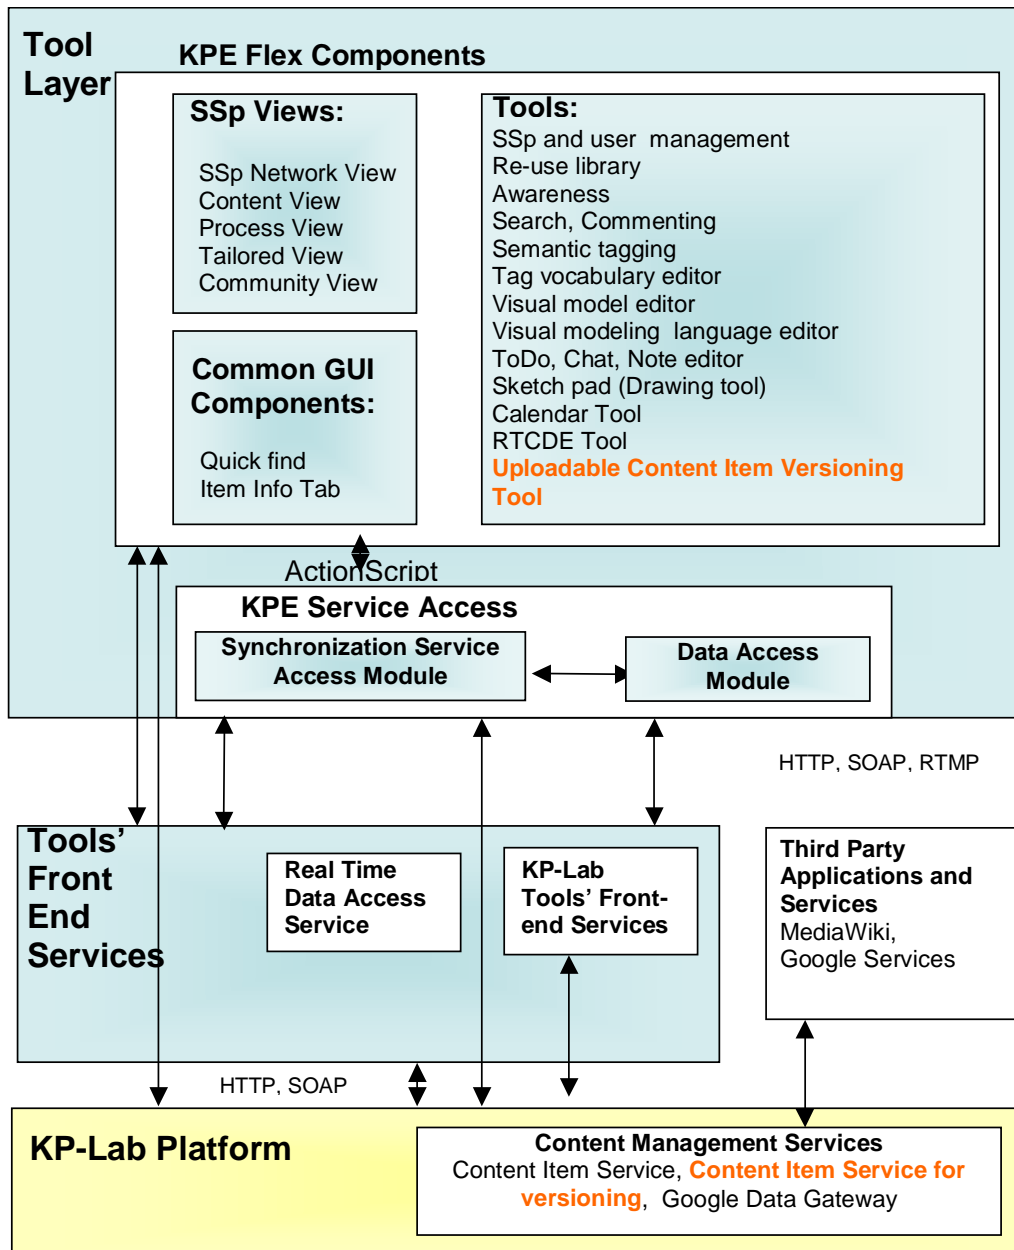 Tool
Layer
KPE Flex Components
SSp Views:
SSp Network View
Content View
Process View
Tailored View
Community View
Common GUI
Components:
Quick find
Item Info Tab
Tools:
SSp and user management
Re-use library
Awareness
Search, Commenting
Semantic tagging
Tag vocabulary editor
Visual model editor
Visual modeling language editor
ToDo, Chat, Note editor
Sketch pad (Drawing tool)
Calendar Tool
RTCDE Tool
Uploadable Content Item Versioning
Tool
ActionScript
KPE Service Access
Synchronization Service
Access Module
Data Access
Module
HTTP, SOAP, RTMP
Tools’
Front
End
Services
Real Time
Data Access
Service
KP-Lab
Tools’ Front-
end Services
Third Party
Applications and
Services
MediaWiki,
Google Services
HTTP, SOAP
KP-Lab Platform
Content Management Services
Content Item Service, Content Item Service for
versioning, Google Data Gateway